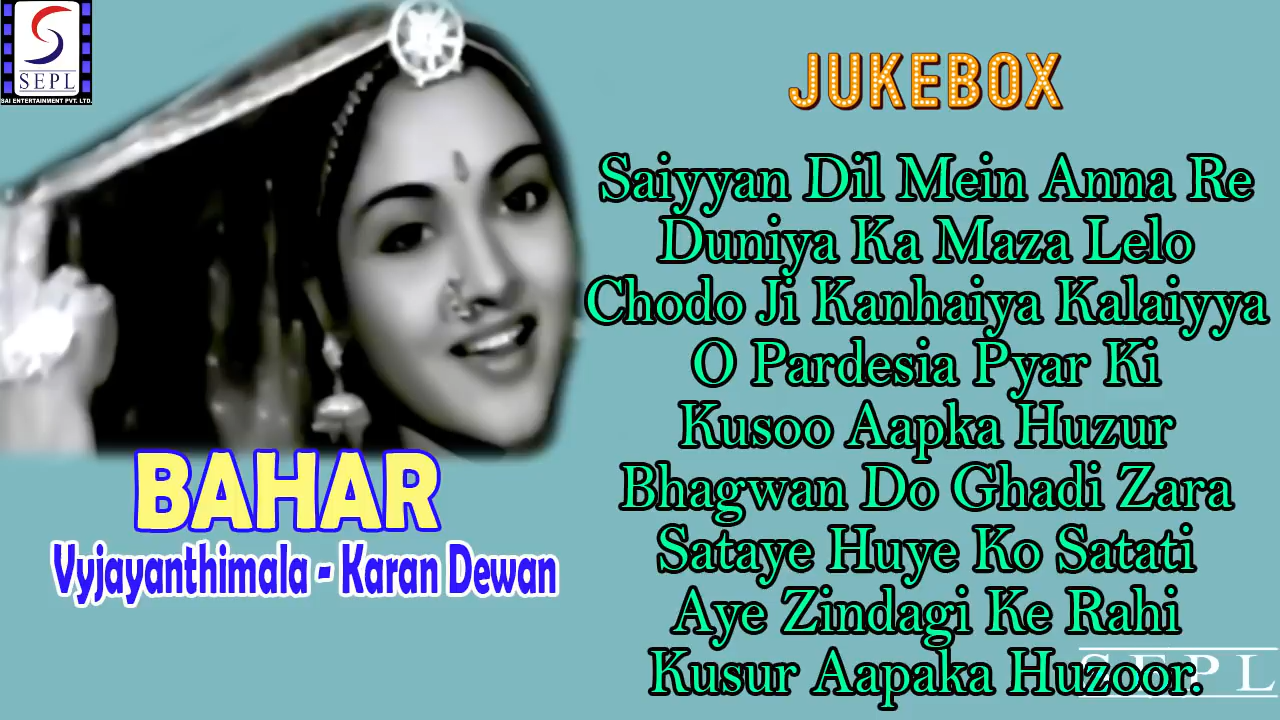 SEPL
SAI ENTERTAINMENT PVT. LTD.
JUKEBOX
Saiyyan Dil Mein Anna Re
Duniya Ka Maza Lelo
Chodo Ji Kanhaiya Kalaiyya
O Pardesia Pyar Ki
Kusoo Aapka Huzur
Bhagwan Do Ghadi Zara
Sataye Huye Ko Satati
Aye Zindagi Ke Rahi
Kusur Aapaka Huzoor.
SEPL
BAHAR
Vyjayanthimala - Karan Dewan